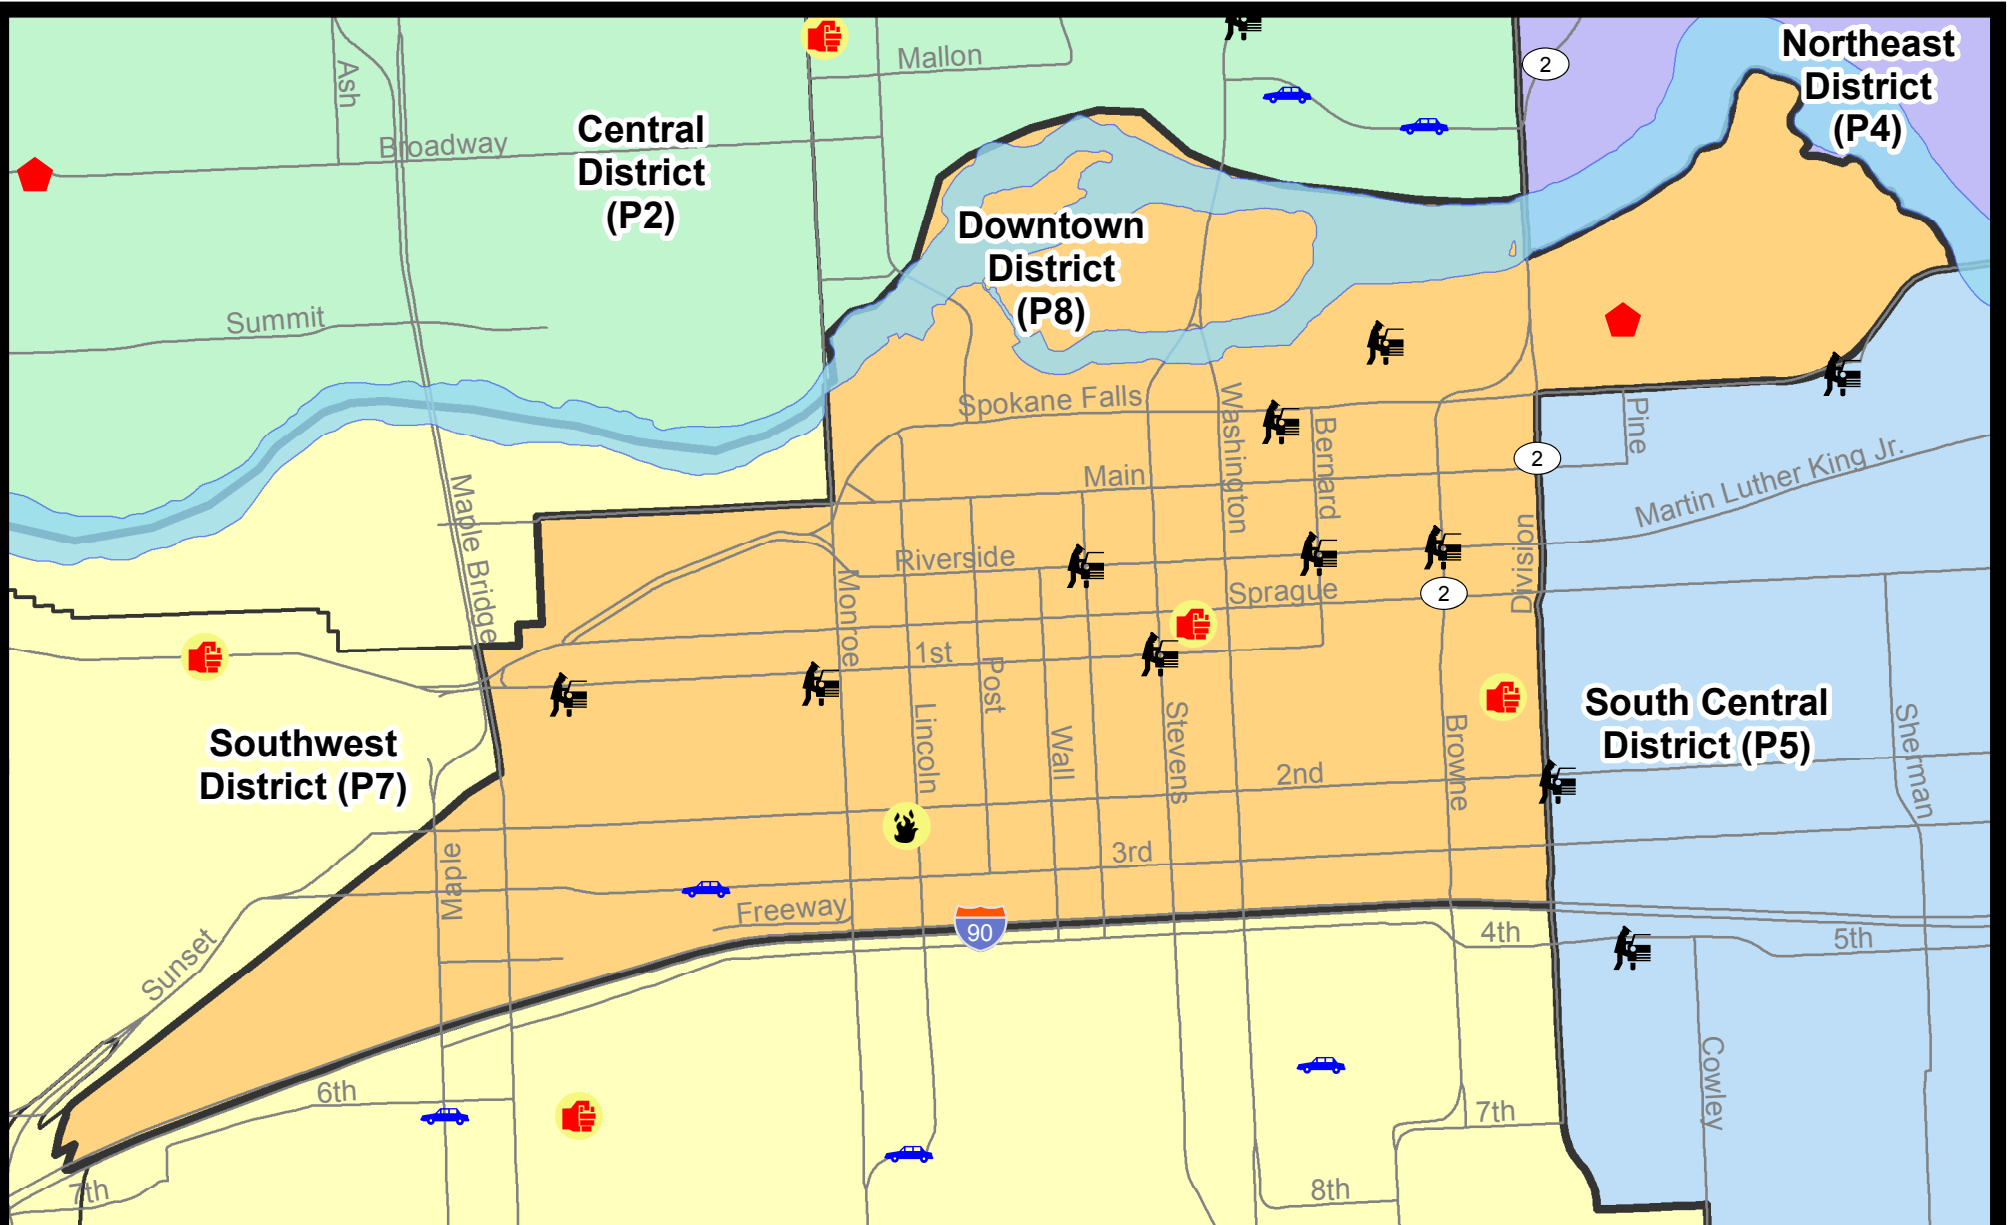 Northeast
District
(P4)
2
Mallon
Ash
Central
District
(P2)
Broadway
Downtown
District
(P8)
Summit
Spokane Falls
Washington
Bernard
Pine
Main
2
Martin Luther King Jr.
Maple Bridge
Riverside
Monroe
Sprague
2
Division
1st
Post
Southwest
District (P7)
Lincoln
Wall
Stevens
2nd
Browne
South Central
District (P5)
Sherman
Maple
3rd
Freeway
90
4th
5th
Sunset
6th
Cowley
7th
7th
8th